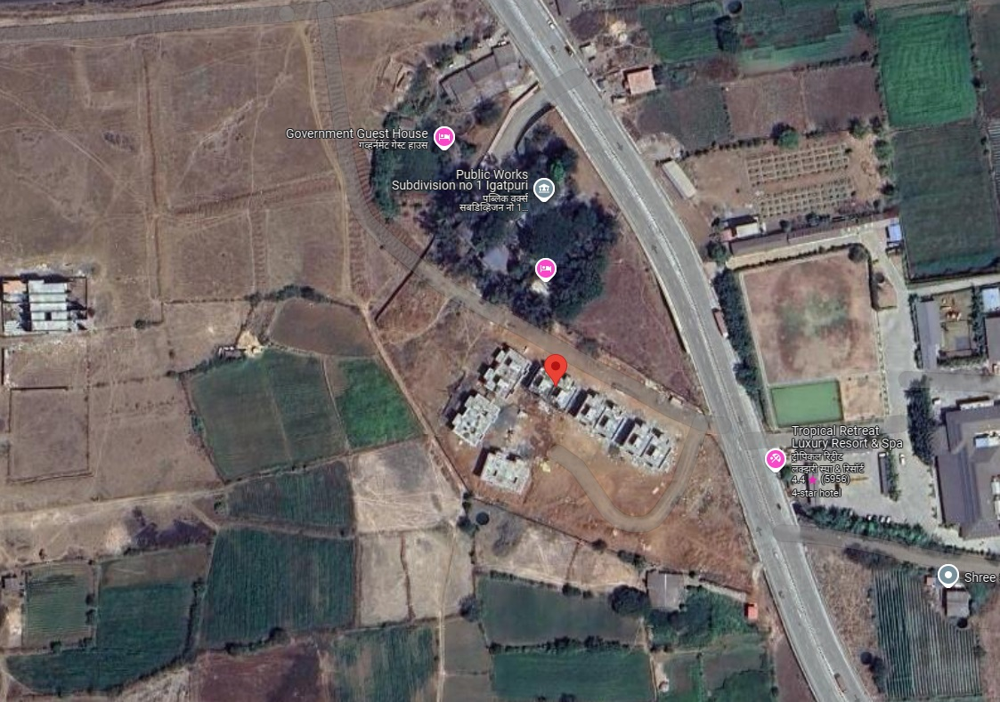 Government Guest House
गव्हर्नमेंट गेस्ट हाउस
Public Works
Subdivision no 1 Igatpuri
पब्लिक वर्क्स
सबडिव्हिजन नो 1...
Tropical Retreat
Luxury Resort & Spa
ट्रॉपिकल रिट्रीट
लक्झरी स्पा & रिसॉर्ट
4.4 (5956)
4-star hotel
Shree